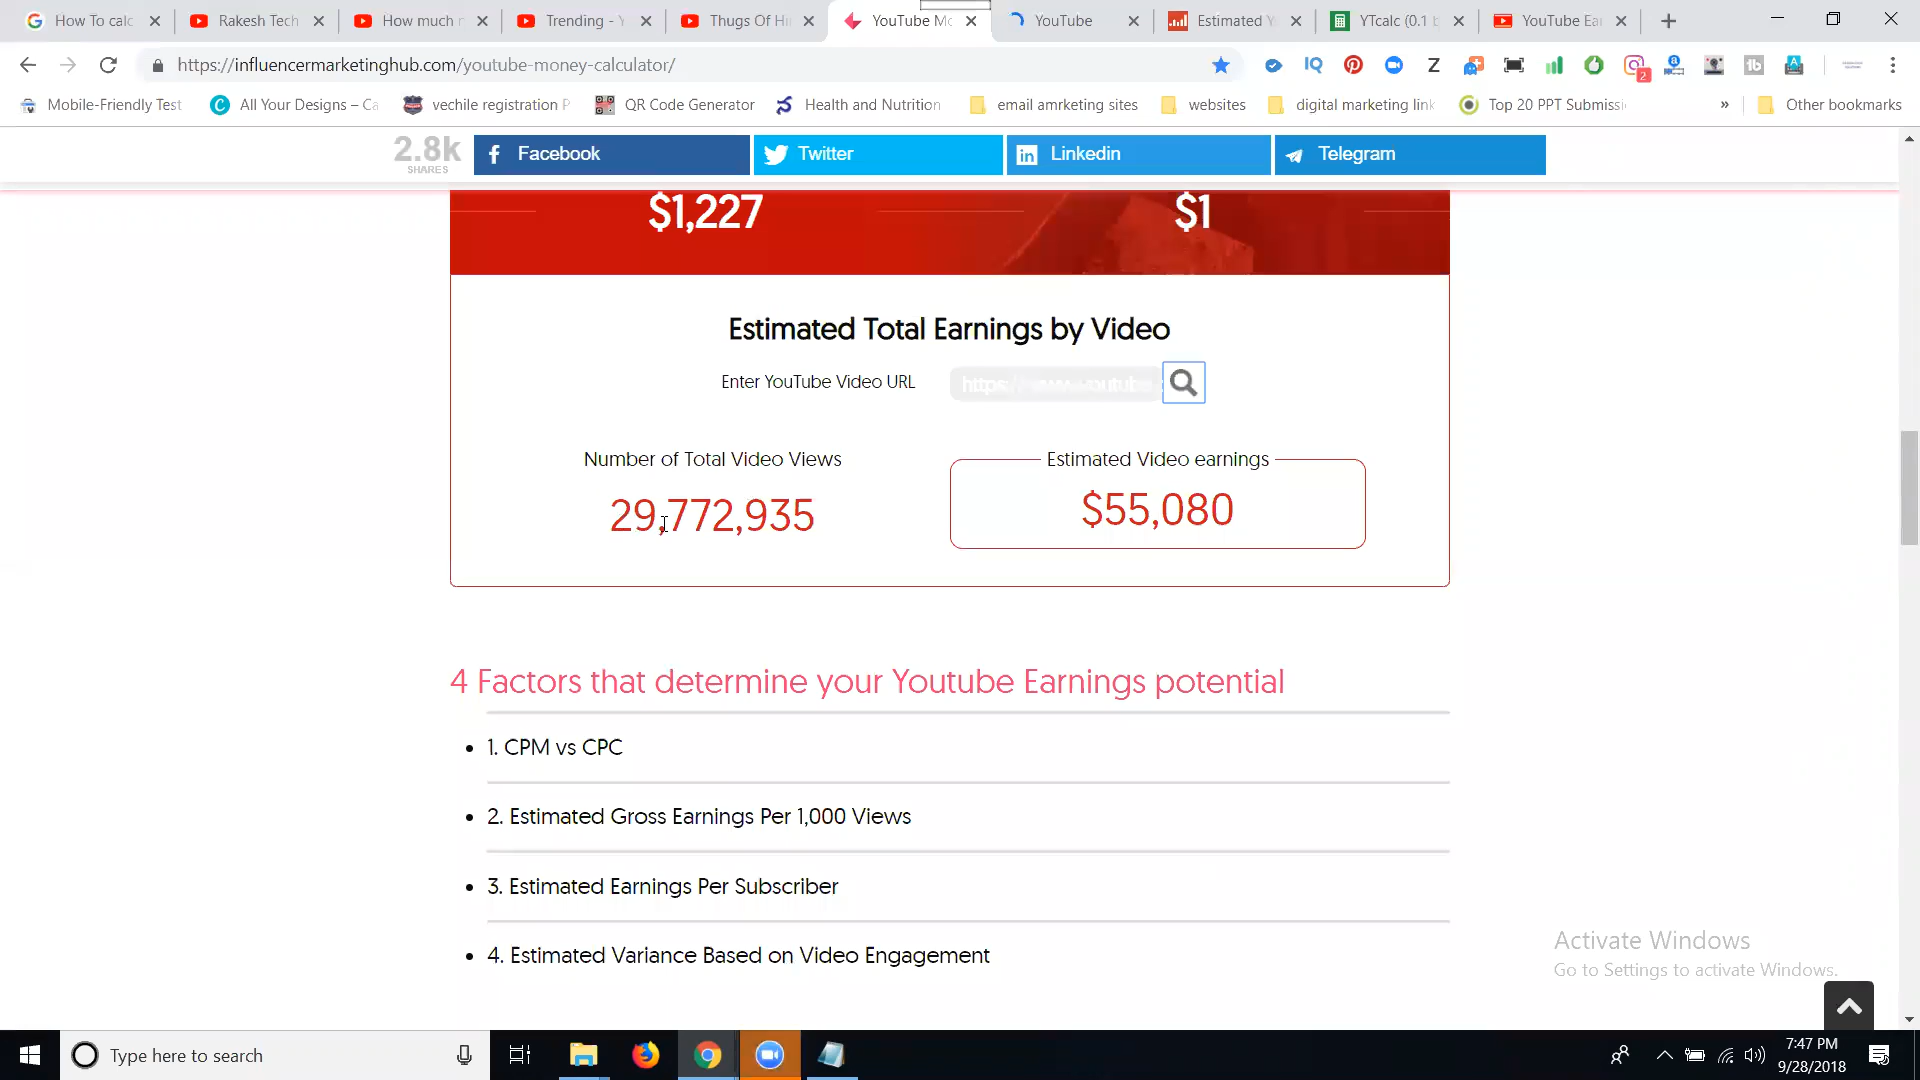 How To calc
Rakesh Tech
How much
Trending - Y
Thugs Of Hi
YouTube Mo
YouTube
Estimated Y
YTcalc (0.1 b
YouTube Ear
https://influencermarketinghub.com/youtube-money-calculator/
IQ
Z
2
Mobile-Friendly Test
All Your Designs – Ca
vechile registration P
QR Code Generator
Health and Nutrition
email amrketing sites
websites
digital marketing link
Top 20 PPT Submissi
»
Other bookmarks
2.8k
SHARES
Facebook
Twitter
Linkedin
Telegram
$1,227
$1
Estimated Total Earnings by Video
Enter YouTube Video URL
https://www.youtub
Number of Total Video Views
29,772,935
Estimated Video earnings
$55,080
4 Factors that determine your Youtube Earnings potential
1. CPM vs CPC
2. Estimated Gross Earnings Per 1,000 Views
3. Estimated Earnings Per Subscriber
4. Estimated Variance Based on Video Engagement
Activate Windows
Go to Settings to activate Windows.
Type here to search
7:47 PM
9/28/2018